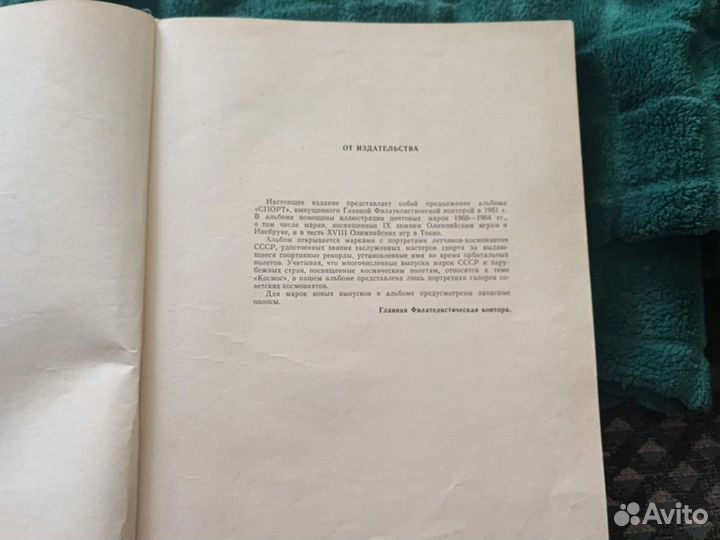 ОТ ИЗДАТЕЛЬСТВА
Настоящее издание представляет собой продолжение альбома
«СПОРТ», выпущенного Главной Филателистической конторой в 1961 г.
В альбоме помещены иллюстрации почтовых марок 1960—1964 гг.,
в том числе марки, посвященные IX зимним Олимпийским играм в
Инсбруке, и в честь XVIII Олимпийских игр в Токио.
Альбом открывается марками с портретами летчиков-космонавтов
СССР, удостоенных звания заслуженных мастеров спорта за выдаю-
щиеся спортивные рекорды, установленные ими во время орбитальных
полетов. Учитывая, что многочисленные выпуски марок СССР и зару-
бежных стран, посвященные космическим полетам, относятся к теме
«Космос», в нашем альбоме представлена лишь портретная галерея со-
ветских космонавтов.
Для марок новых выпусков в альбоме предусмотрены запасные
полосы.
Главная Филателистическая контора.
Avito